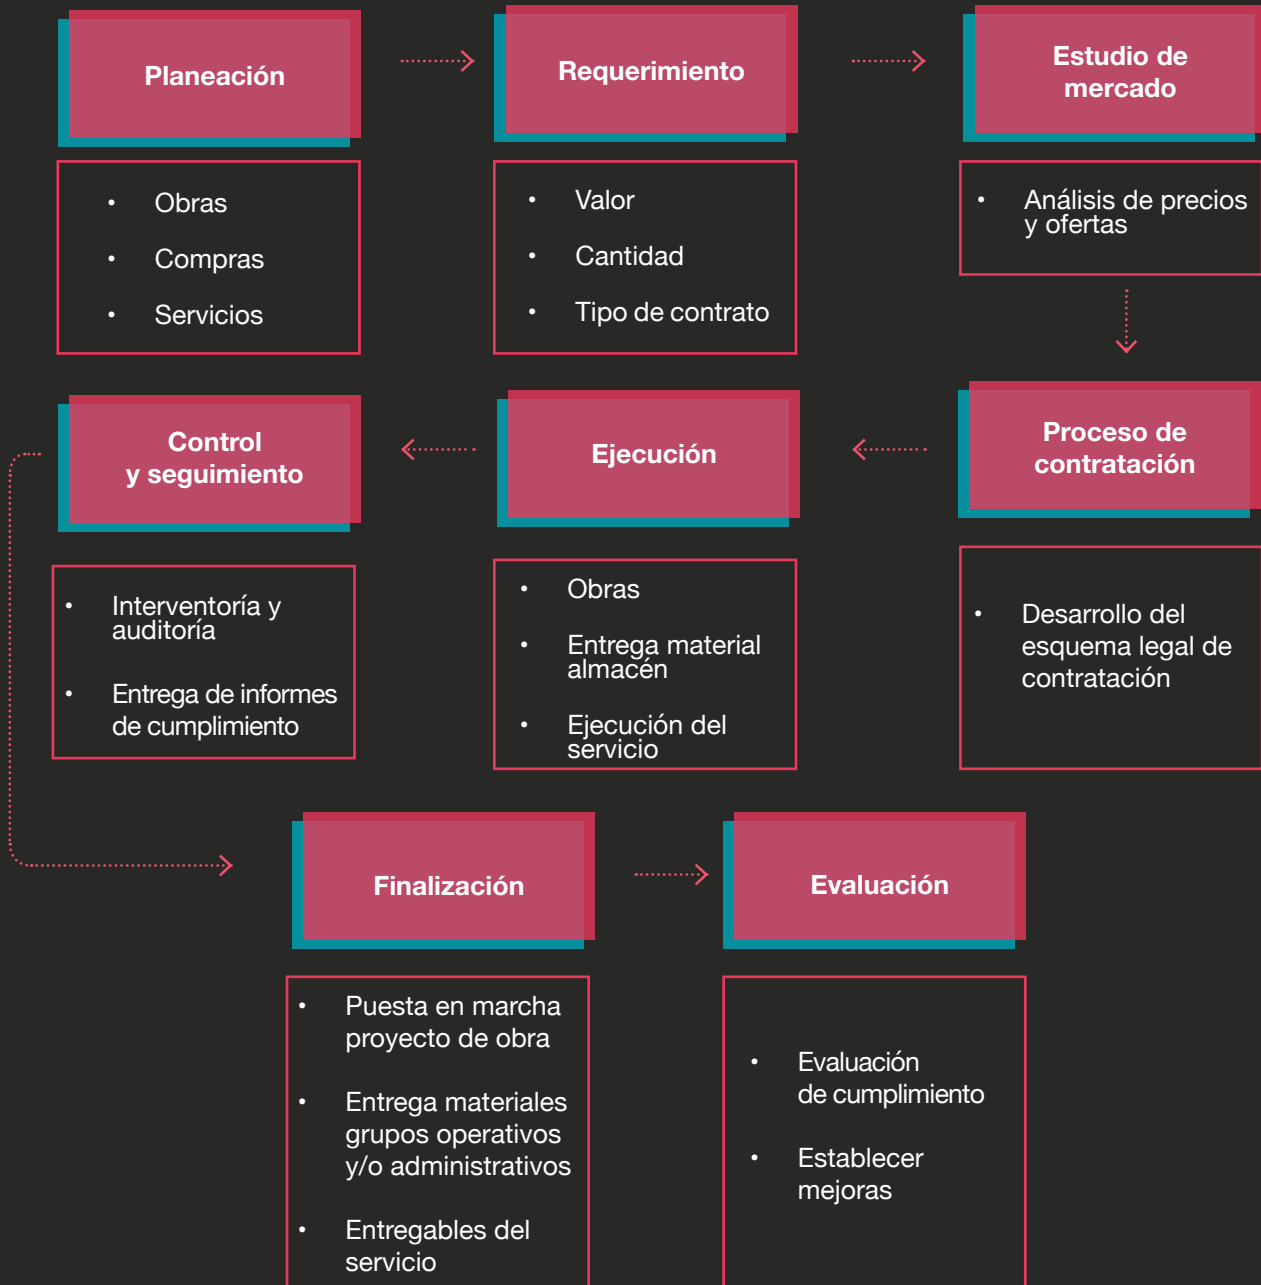 Planeación
• Obras
• Compras
• Servicios
Requerimiento
• Valor
• Cantidad
• Tipo de contrato
Estudio de
mercado
• Análisis de precios
y ofertas
Proceso de
contratación
• Desarrollo del
esquema legal de
contratación
Ejecución
• Obras
• Entrega material
almacén
• Ejecución del
servicio
Control
y seguimiento
• Interventoría y
auditoría
• Entrega de informes
de cumplimiento
Finalización
• Puesta en marcha
proyecto de obra
• Entrega materiales
grupos operativos
y/o administrativos
• Entregables del
servicio
Evaluación
• Evaluación
de cumplimiento
• Establecer
mejoras